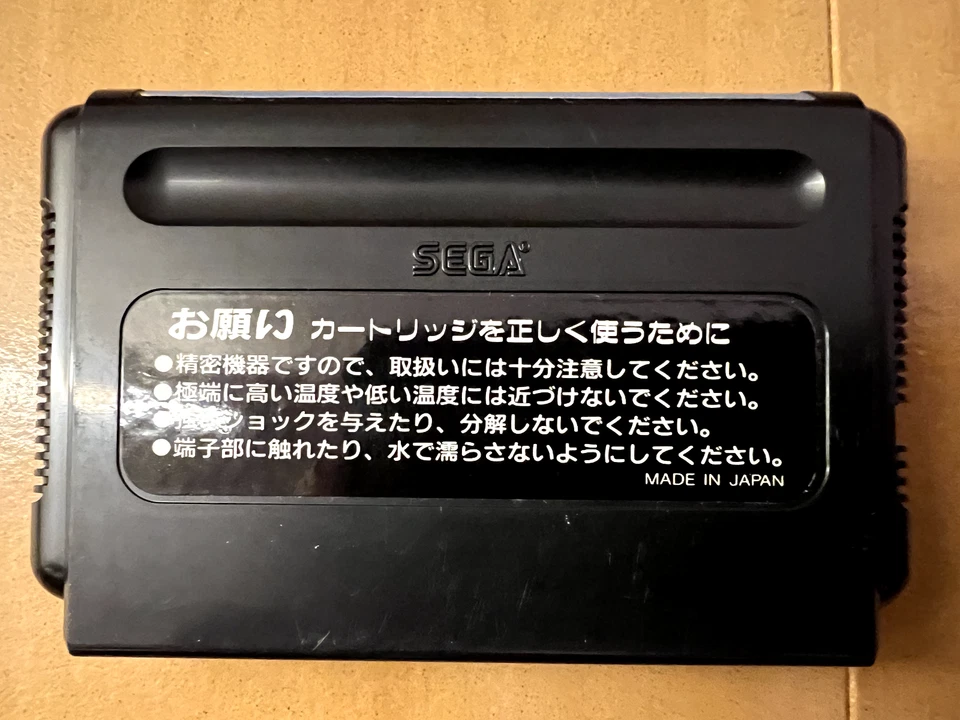 SEGA®
お願い カートリッジを正しく使うために
●精密機器ですので、取扱いには十分注意してください。
●極端に高い温度や低い温度には近づけないでください。
ショックを与えたり、分解しないでください。
●端子部に触れたり、水で濡らさないようにしてください。
MADE IN JAPAN